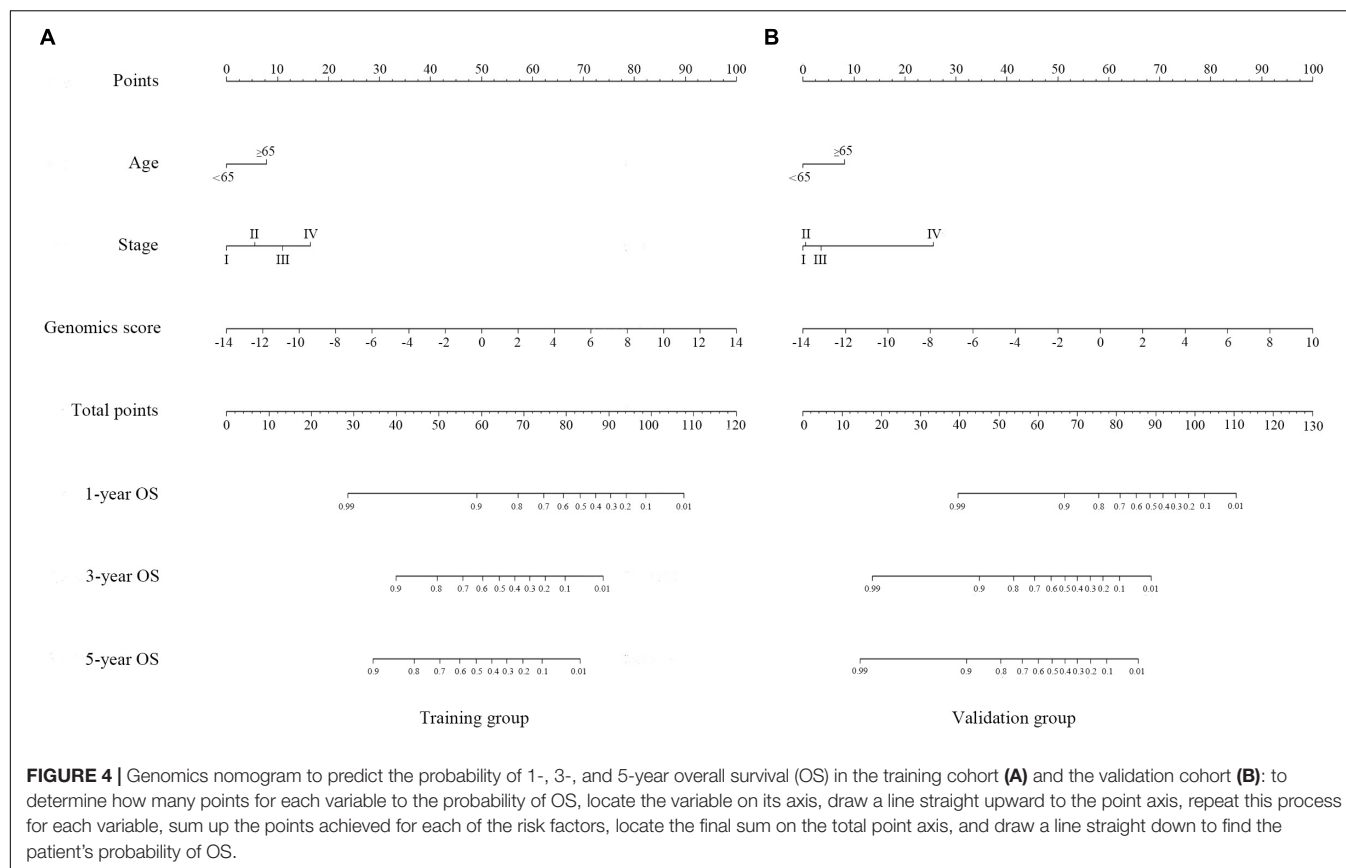 A
B
Points
0 10 20 30 40 50 60 70 80 90 100
0 10 20 30 40 50 60 70 80 90 100
Age
≥65
<65
≥65
<65
Stage
II IV
I III
II IV
I III
Genomics score
-14 -12 -10 -8 -6 -4 -2 0 2 4 6 8 10 12 14
-14 -12 -10 -8 -6 -4 -2 0 2 4 6 8 10
Total points
0 10 20 30 40 50 60 70 80 90 100 110 120
0 10 20 30 40 50 60 70 80 90 100 110 120 130
1-year OS
0.99 0.9 0.8 0.7 0.6 0.5 0.4 0.3 0.2 0.1 0.01
0.99 0.9 0.8 0.7 0.6 0.5 0.4 0.3 0.2 0.1 0.01
3-year OS
0.9 0.8 0.7 0.6 0.5 0.4 0.3 0.2 0.1 0.01
0.99 0.9 0.8 0.7 0.6 0.5 0.4 0.3 0.2 0.1 0.01
5-year OS
0.9 0.8 0.7 0.6 0.5 0.4 0.3 0.2 0.1 0.01
0.99 0.9 0.8 0.7 0.6 0.5 0.4 0.3 0.2 0.1 0.01
Training group
Validation group
FIGURE 4 | Genomics nomogram to predict the probability of 1-, 3-, and 5-year overall survival (OS) in the training cohort (A) and the validation cohort (B): to
determine how many points for each variable to the probability of OS, locate the variable on its axis, draw a line straight upward to the point axis, repeat this process
for each variable, sum up the points achieved for each of the risk factors, locate the final sum on the total point axis, and draw a line straight down to find the
patient's probability of OS.